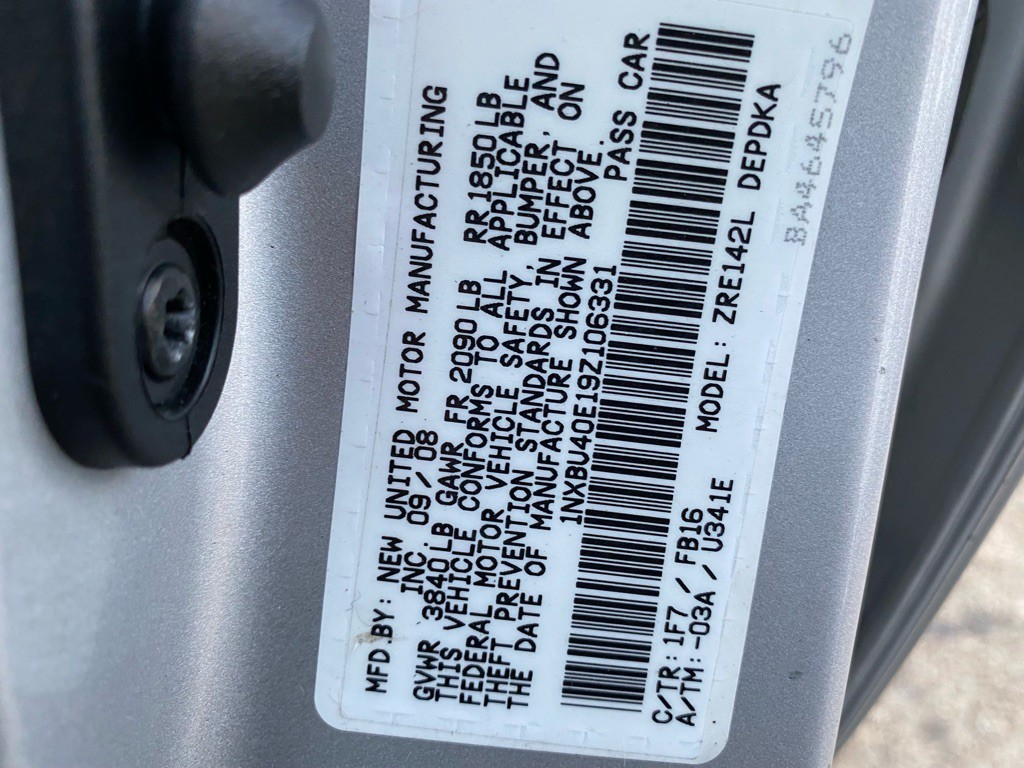 MFD.BY: NEW UNITED MOTOR MANUFACTURING
INC 09/08
GVWR 3840LB GAWR FR 2090LB RR 1850LB
THIS VEHICLE CONFORMS TO ALL APPLICABLE
FEDERAL MOTOR VEHICLE SAFETY, BUMPER, AND
THEFT PREVENTION STANDARDS IN EFFECT ON
THE DATE OF MANUFACTURE SHOWN ABOVE.
1NXBU40E19Z106331 PASS CAR
C/TR: 1F7 / FB16 MODEL: ZRE142L DEPDKA
A/TM: -03A / U341E
BA4645796